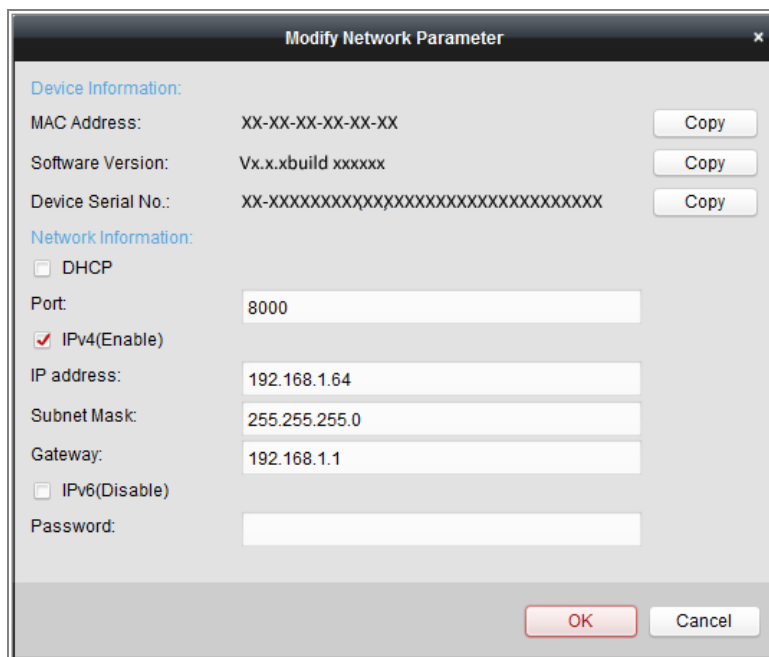 Modify Network Parameter ×
Device Information:
MAC Address: XX-XX-XX-XX-XX-XX Copy
Software Version: Vx.x.xbuild xxxxxx Copy
Device Serial No.: XX-XXXXXXXXXXXXXXXXXXXXXXXXXXXXXXXX Copy
Network Information:
DHCP
Port: 8000
IPv4(Enable)
IP address: 192.168.1.64
Subnet Mask: 255.255.255.0
Gateway: 192.168.1.1
IPv6(Disable)
Password:
OK Cancel